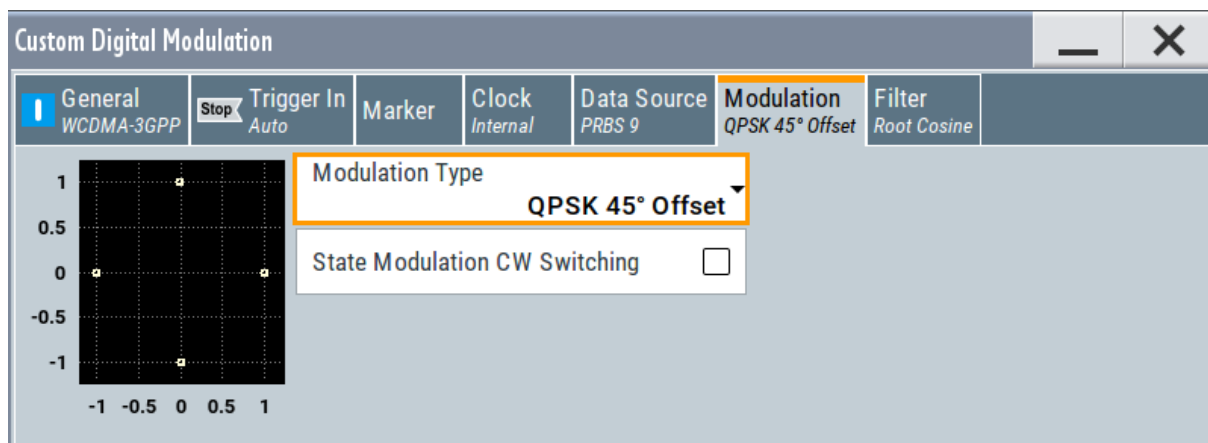 Custom Digital Modulation
General
WCDMA-3GPP
Stop
Trigger In
Auto
Marker
Clock
Internal
Data Source
PRBS 9
Modulation
QPSK 45° Offset
Filter
Root Cosine
1
0.5
0
-0.5
-1
-1 -0.5 0 0.5 1
Modulation Type
QPSK 45° Offset
State Modulation CW Switching